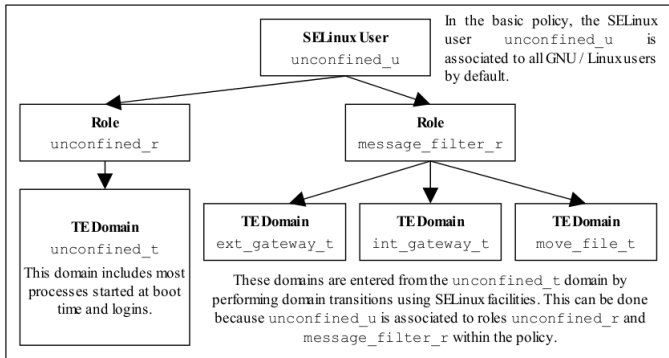 SELinux User
unconfined_u
In the basic policy, the SELinux
user unconfined_u is
associated to all GNU / Linux users
by default.
Role
unconfined_r
Role
message_filter_r
TE Domain
unconfined_t
This domain includes most
processes started at boot
time and logins.
TE Domain
ext_gateway_t
TE Domain
int_gateway_t
TE Domain
move_file_t
These domains are entered from the unconfined_t domain by
performing domain transitions using SELinux facilities. This can be done
because unconfined_u is associated to roles unconfined_r and
message_filter_r within the policy.